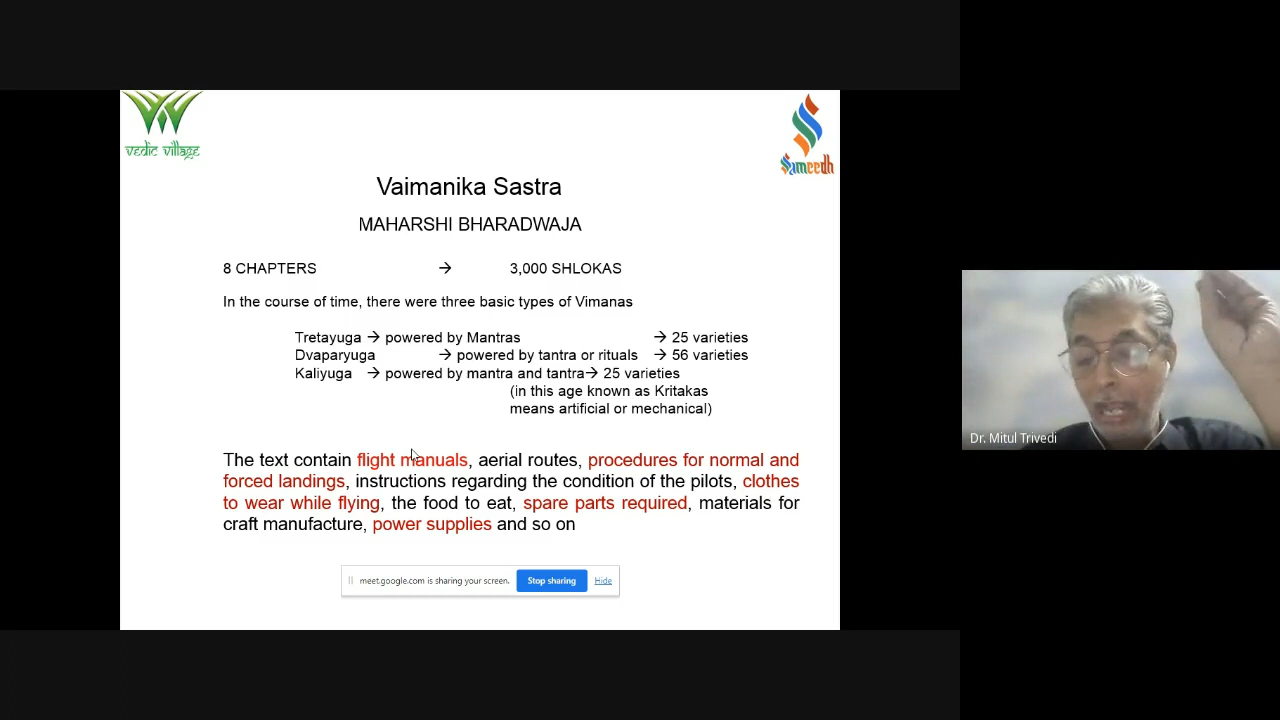 vedic village
Sameedh
Vaimanika Sastra
MAHARSHI BHARADWAJA
8 CHAPTERS → 3,000 SHLOKAS
In the course of time, there were three basic types of Vimanas
Tretayuga → powered by Mantras → 25 varieties
Dvaparyuga → powered by tantra or rituals → 56 varieties
Kaliyuga → powered by mantra and tantra→ 25 varieties
(in this age known as Kritakas
means artificial or mechanical)
The text contain flight manuals, aerial routes, procedures for normal and
forced landings, instructions regarding the condition of the pilots, clothes
to wear while flying, the food to eat, spare parts required, materials for
craft manufacture, power supplies and so on
meet.google.com is sharing your screen. Stop sharing Hide
Dr. Mitul Trivedi